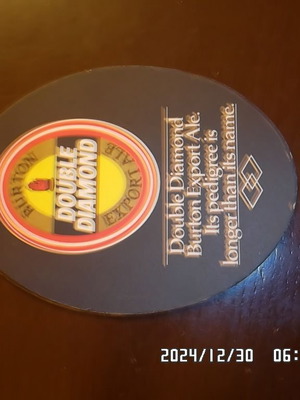 BURTON
DOUBLE
DIAMOND
EXPORT ALE
Double Diamond
Burton Export Ale.
Its pedigree is
longer than its name.
2024/12/30 06: